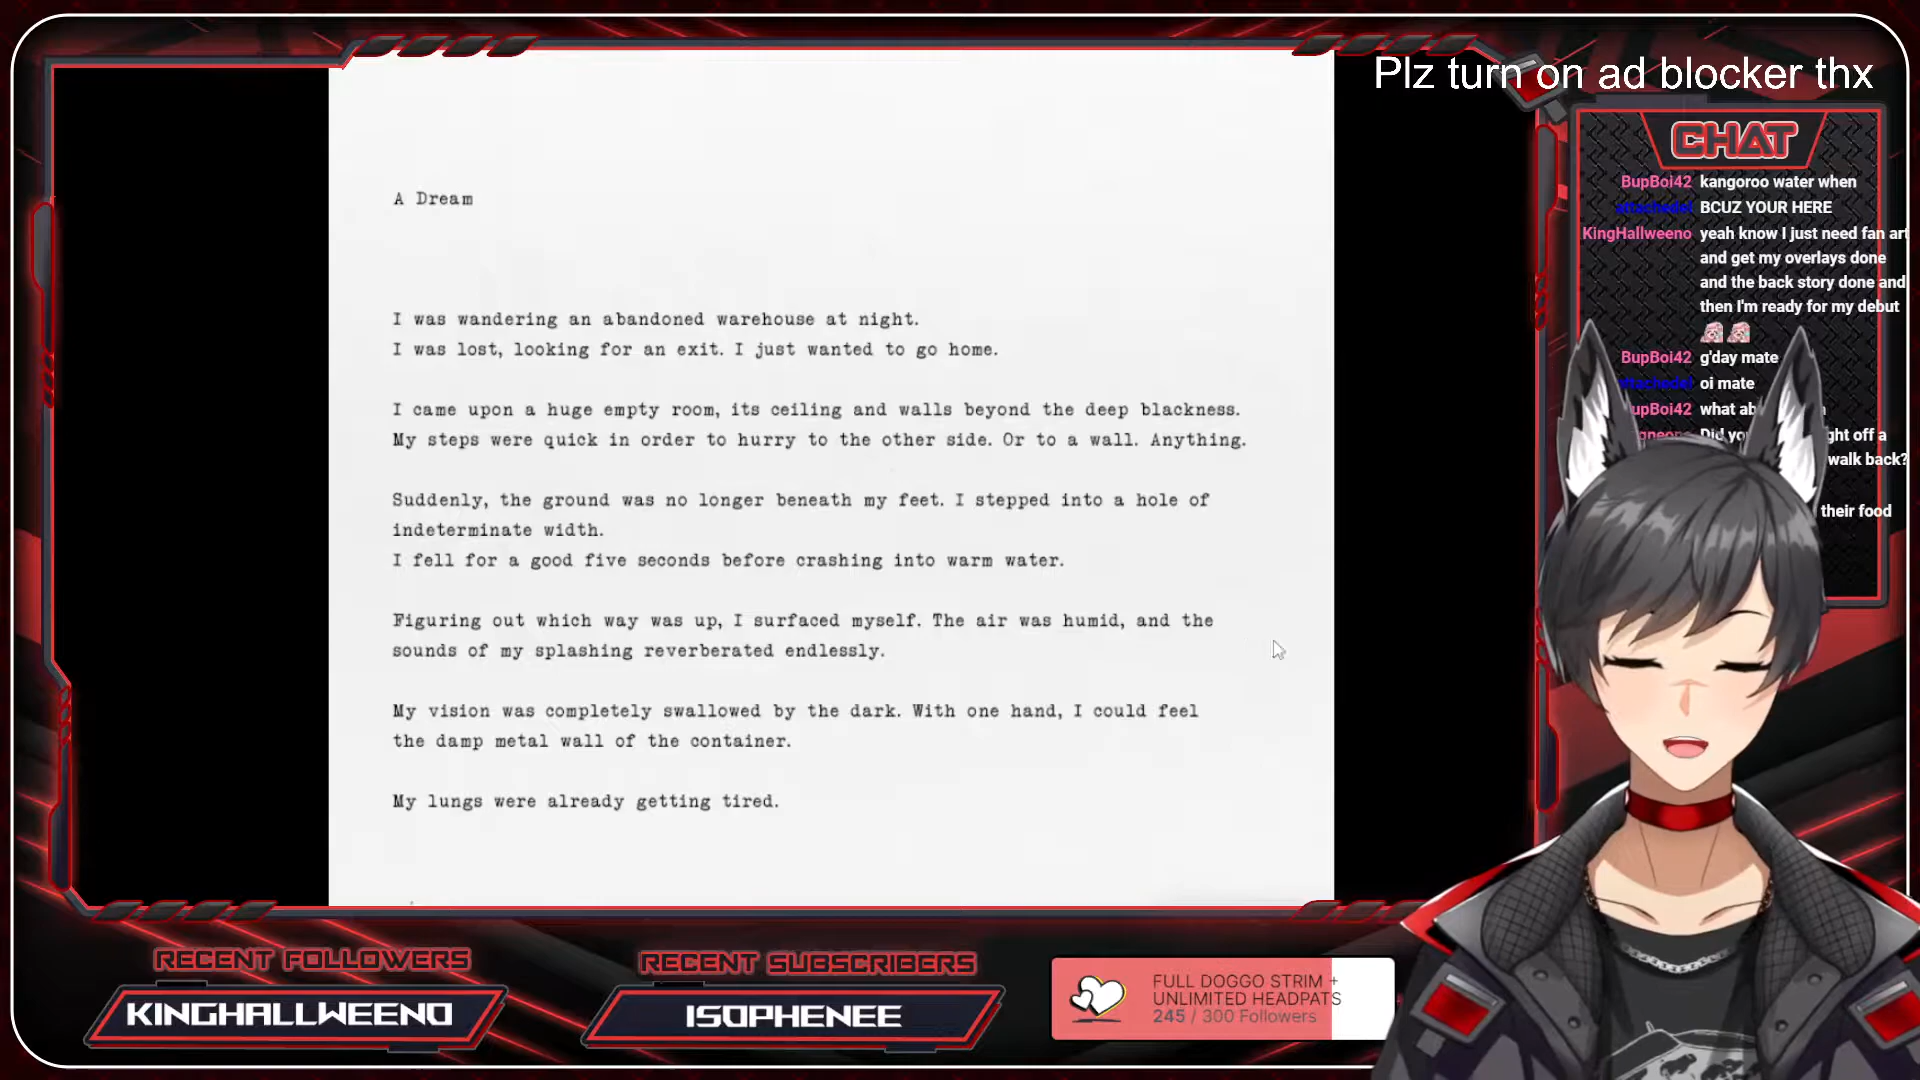 Plz turn on ad blocker thx
A Dream
I was wandering an abandoned warehouse at night.
I was lost, looking for an exit. I just wanted to go home.
I came upon a huge empty room, its ceiling and walls beyond the deep blackness.
My steps were quick in order to hurry to the other side. Or to a wall. Anything.
Suddenly, the ground was no longer beneath my feet. I stepped into a hole of
indeterminate width.
I fell for a good five seconds before crashing into warm water.
Figuring out which way was up, I surfaced myself. The air was humid, and the
sounds of my splashing reverberated endlessly.
My vision was completely swallowed by the dark. With one hand, I could feel
the damp metal wall of the container.
My lungs were already getting tired.
CHAT
BupBoi42 kangoroo water when
attachedel BCUZ YOUR HERE
KingHallweeno yeah know I just need fan art
and get my overlays done
and the back story done and
then I'm ready for my debut
BupBoi42 g'day mate
attachedel oi mate
upBoi42 what
Did ght off a
walk back?
their food
RECENT FOLLOWERS
KINGHALLWEENO
RECENT SUBSCRIBERS
ISOPHENEE
FULL DOGGO STRIM +
UNLIMITED HEADPATS
245 / 300 Followers